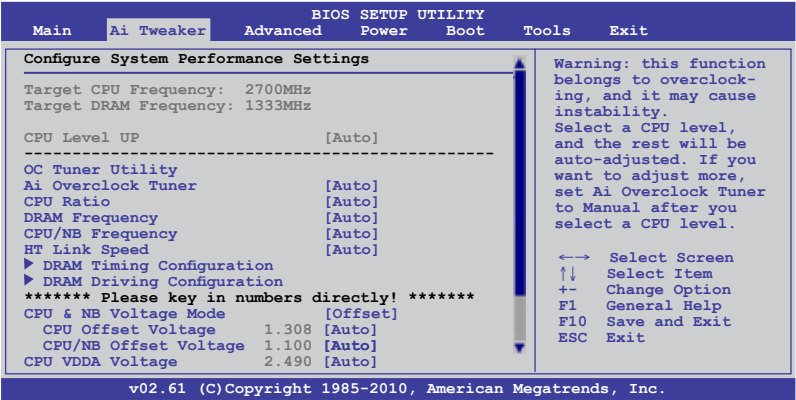 BIOS SETUP UTILITY
Main Ai Tweaker Advanced Power Boot Tools Exit
Configure System Performance Settings
Target CPU Frequency: 2700MHz
Target DRAM Frequency: 1333MHz
CPU Level UP [Auto]
OC Tuner Utility
Ai Overclock Tuner [Auto]
CPU Ratio [Auto]
DRAM Frequency [Auto]
CPU/NB Frequency [Auto]
HT Link Speed [Auto]
DRAM Timing Configuration
DRAM Driving Configuration
******* Please key in numbers directly! *******
CPU & NB Voltage Mode [Offset]
CPU Offset Voltage 1.308 [Auto]
CPU/NB Offset Voltage 1.100 [Auto]
CPU VDDA Voltage 2.490 [Auto]
Warning: this function
belongs to overclock-
ing, and it may cause
instability.
Select a CPU level,
and the rest will be
auto-adjusted. If you
want to adjust more,
set Ai Overclock Tuner
to Manual after you
select a CPU level.
←→ Select Screen
↑↓ Select Item
+- Change Option
F1 General Help
F10 Save and Exit
ESC Exit
v02.61 (C)Copyright 1985-2010, American Megatrends, Inc.